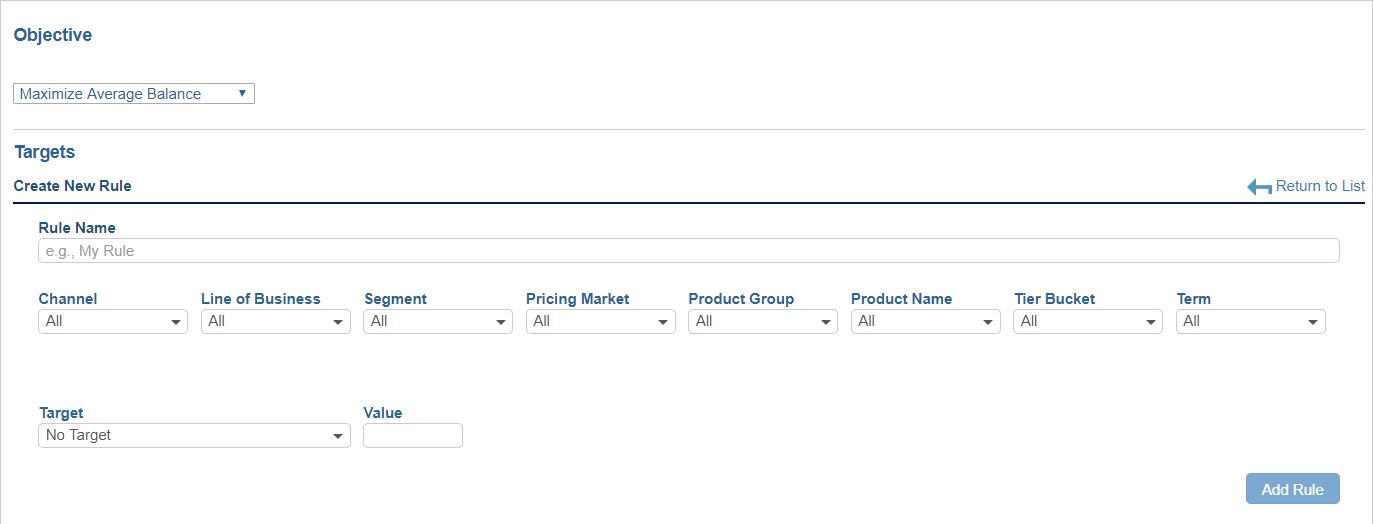 Objective
Maximize Average Balance
Targets
Create New Rule
Return to List
Rule Name
e.g., My Rule
Channel Line of Business Segment Pricing Market Product Group Product Name Tier Bucket Term
All All All All All All All All
Target Value
No Target
Add Rule